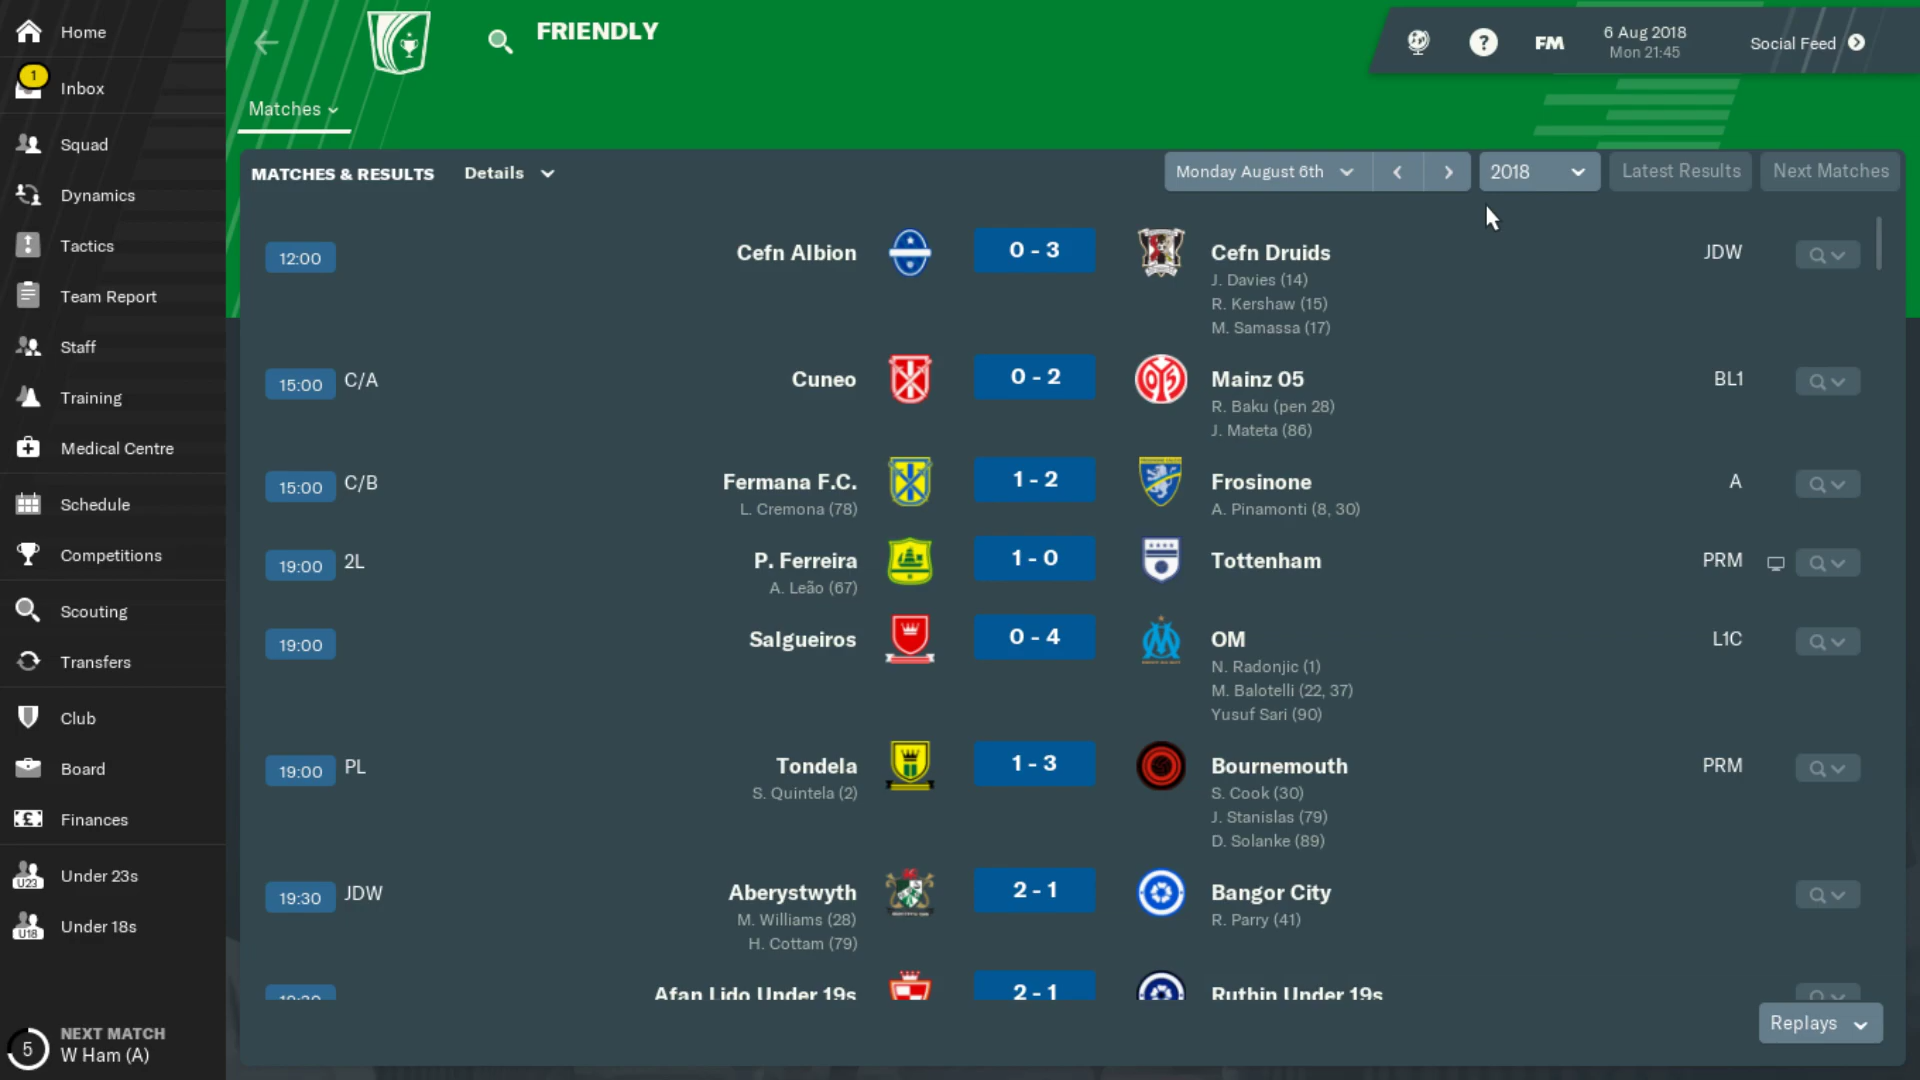 Home
1
Inbox
Squad
Dynamics
Tactics
Team Report
Staff
Training
Medical Centre
Schedule
Competitions
Scouting
Transfers
Club
Board
Finances
U23 Under 23s
U18 Under 18s
5
NEXT MATCH
W Ham (A)
FRIENDLY
? FM
6 Aug 2018
Mon 21:45
Social Feed
Matches
MATCHES & RESULTS Details Monday August 6th 2018 Latest Results Next Matches
12:00 Cefn Albion 0 - 3 Cefn Druids JDW
J. Davies (14)
R. Kershaw (15)
M. Samassa (17)
15:00 C/A Cuneo 0 - 2 Mainz 05 BL1
R. Baku (pen 28)
J. Mateta (86)
15:00 C/B Fermana F.C. 1 - 2 Frosinone A
L. Cremona (78) A. Pinamonti (8, 30)
19:00 2L P. Ferreira 1 - 0 Tottenham PRM
A. Leão (67)
19:00 Salgueiros 0 - 4 OM L1C
N. Radonjic (1)
M. Balotelli (22, 37)
Yusuf Sari (90)
19:00 PL Tondela 1 - 3 Bournemouth PRM
S. Quintela (2) S. Cook (30)
J. Stanislas (79)
D. Solanke (89)
19:30 JDW Aberystwyth 2 - 1 Bangor City
M. Williams (28) R. Parry (41)
H. Cottam (79)
19:30 Afan Lido Under 19s 2 - 1 Ruthin Under 19s
Replays